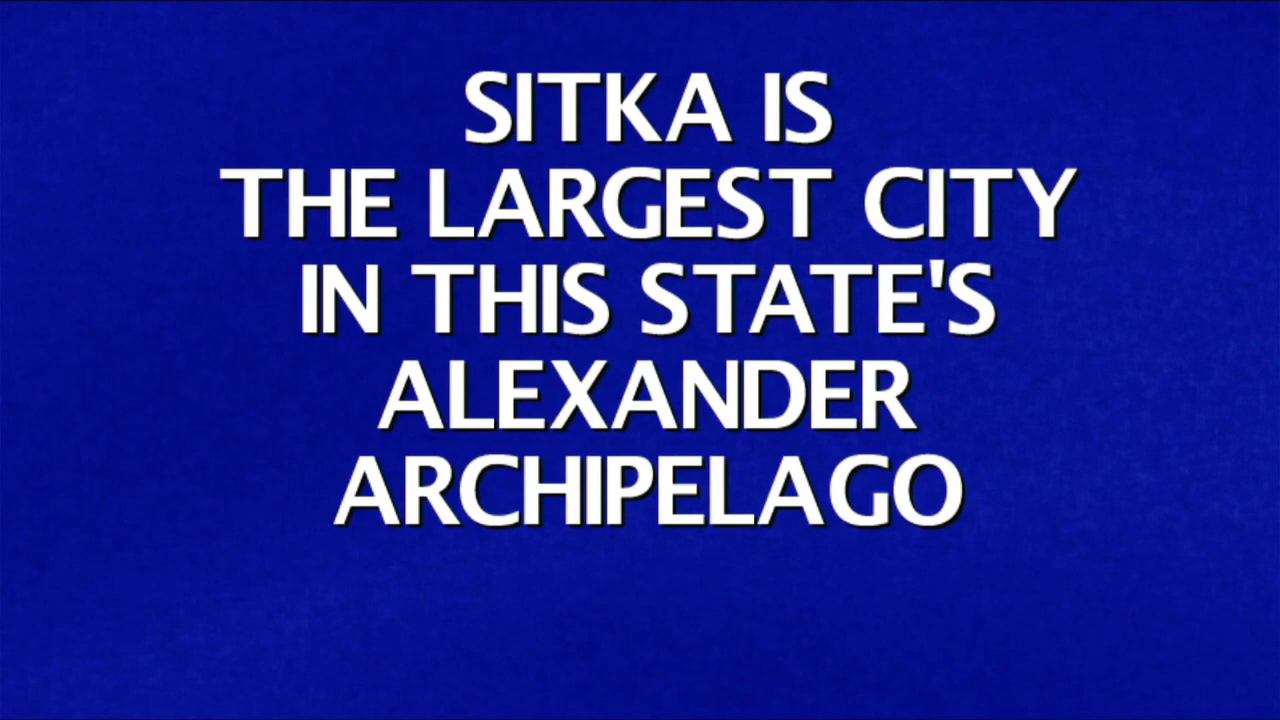 SITKA IS
THE LARGEST CITY
IN THIS STATE'S
ALEXANDER
ARCHIPELAGO